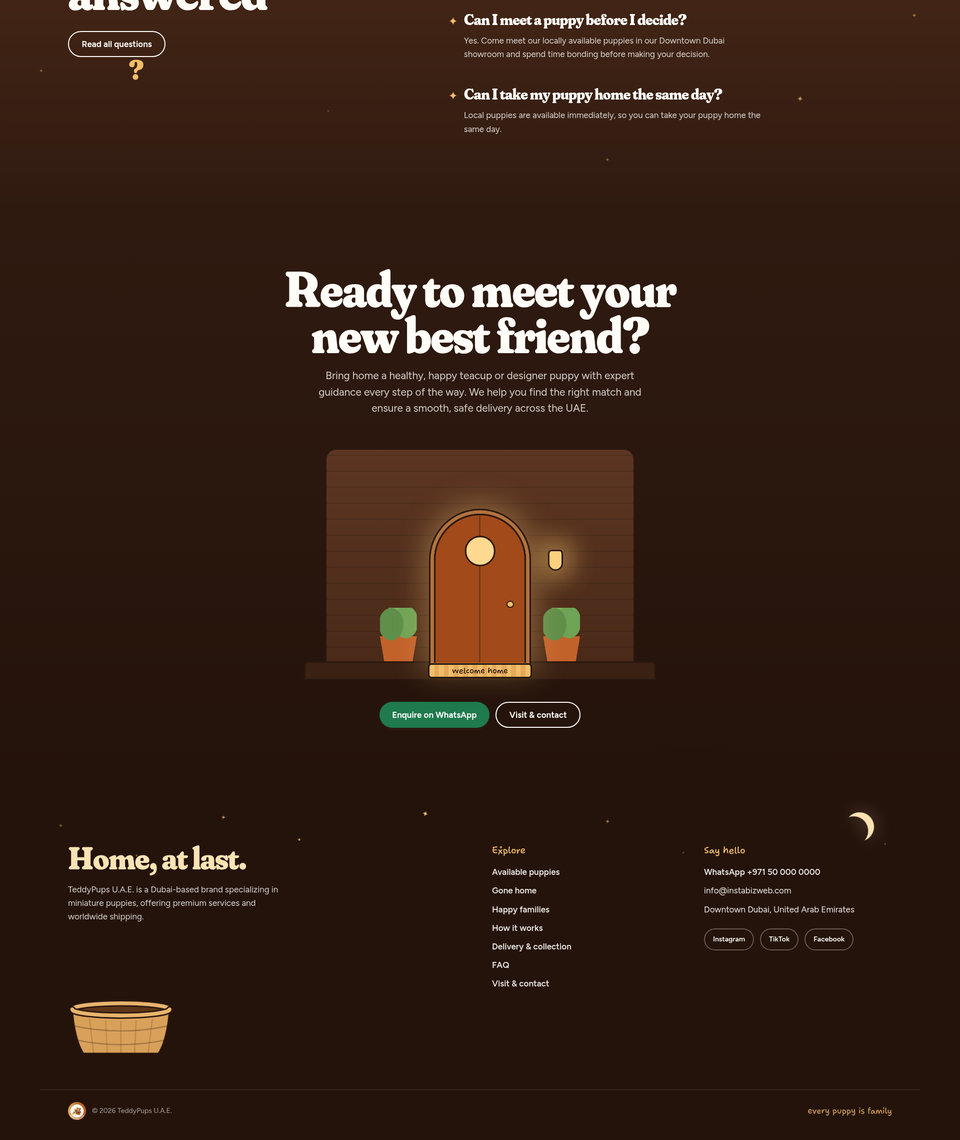 answered
Read all questions
?
Can I meet a puppy before I decide?
Yes. Come meet our locally available puppies in our Downtown Dubai
showroom and spend time bonding before making your decision.
Can I take my puppy home the same day?
Local puppies are available immediately, so you can take your puppy home the
same day.
Ready to meet your
new best friend?
Bring home a healthy, happy teacup or designer puppy with expert
guidance every step of the way. We help you find the right match and
ensure a smooth, safe delivery across the UAE.
welcome home
Enquire on WhatsApp
Visit & contact
Home, at last.
TeddyPups U.A.E. is a Dubai-based brand specializing in
miniature puppies, offering premium services and
worldwide shipping.
Explore
Available puppies
Gone home
Happy families
How it works
Delivery & collection
FAQ
Visit & contact
Say hello
WhatsApp +971 50 000 0000
info@instabizweb.com
Downtown Dubai, United Arab Emirates
Instagram
TikTok
Facebook
© 2026 TeddyPups U.A.E.
every puppy is family